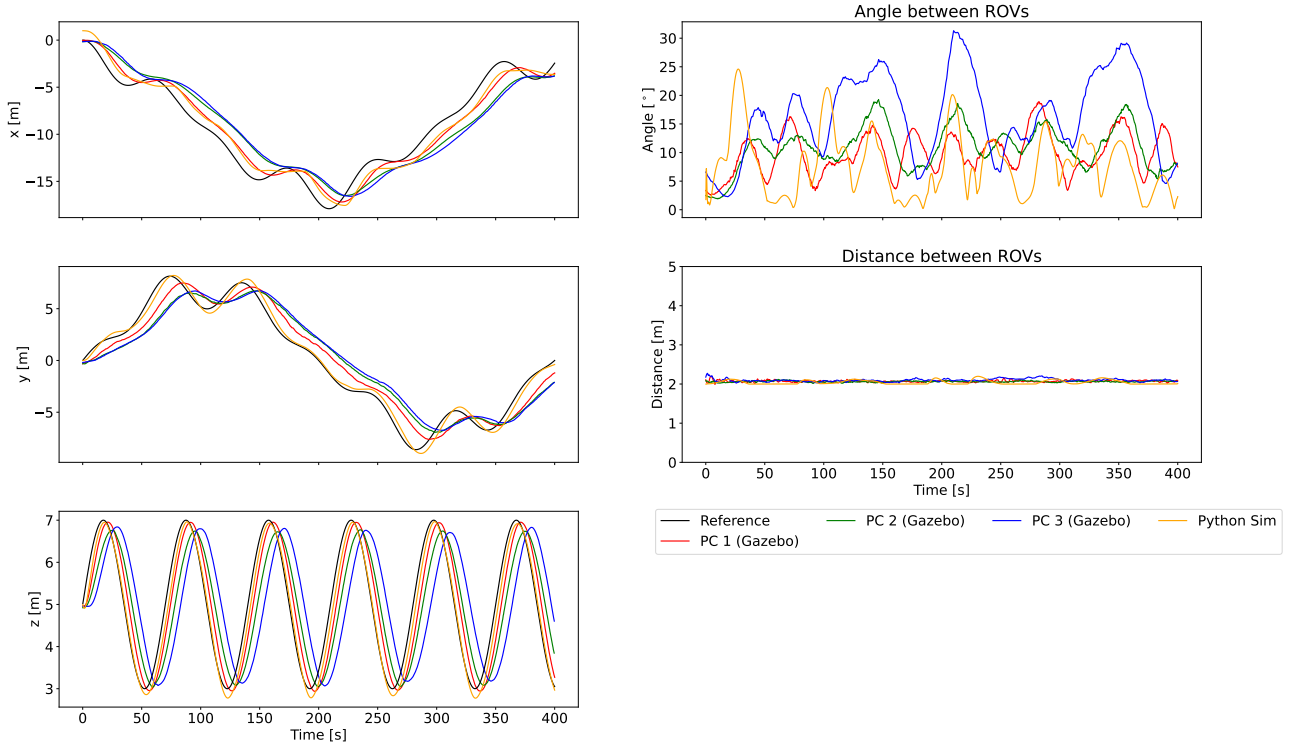 0
−5
−10
−15
x [m]
5
0
−5
y [m]
7
6
5
4
3
z [m]
0 50 100 150 200 250 300 350 400
Time [s]
Angle between ROVs
30
25
20
15
10
5
0
Angle [°]
Distance between ROVs
5
4
3
2
1
0
Distance [m]
0 50 100 150 200 250 300 350 400
Time [s]
Reference PC 2 (Gazebo) PC 3 (Gazebo) Python Sim
PC 1 (Gazebo)